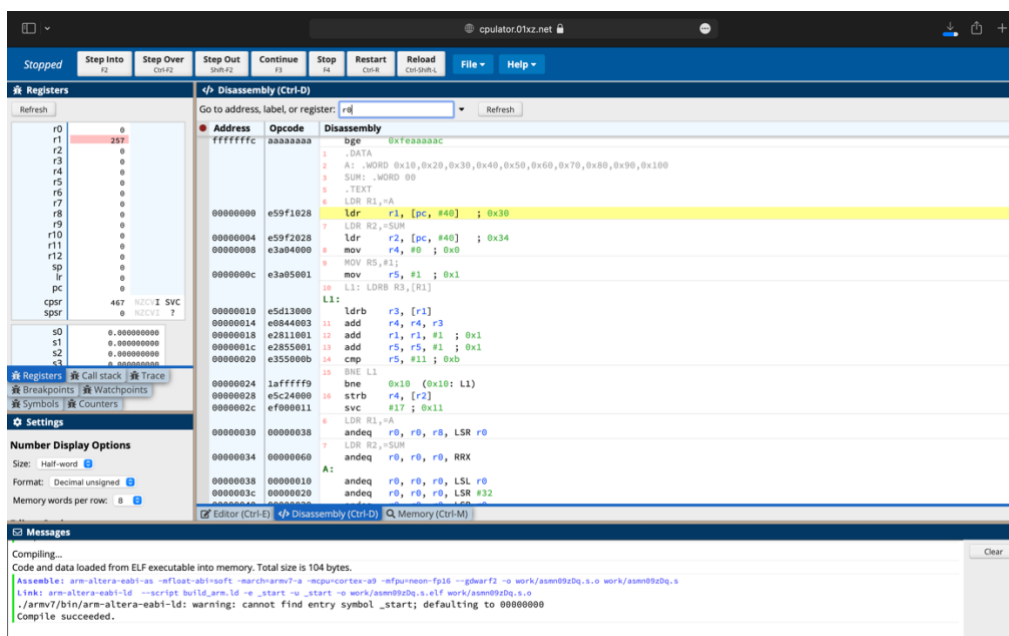 cpulator.01xz.net
Stopped
Step Into
F2
Step Over
Ctrl-F2
Step Out
Shift-F2
Continue
F3
Stop
F4
Restart
Ctrl-R
Reload
Ctrl-Shift-L
File
Help
Registers
Refresh
r0 0
r1 257
r2 0
r3 0
r4 0
r5 0
r6 0
r7 0
r8 0
r9 0
r10 0
r11 0
r12 0
sp 0
lr 0
pc 0
cpsr 467 NZCVI SVC
spsr 0 NZCVI ?
s0 0.000000000
s1 0.000000000
s2 0.000000000
s3 0.000000000
Registers Call stack Trace
Breakpoints Watchpoints
Symbols Counters
Settings
Number Display Options
Size: Half-word
Format: Decimal unsigned
Memory words per row: 8
Disassembly (Ctrl-D)
Go to address, label, or register: r0 Refresh
Address Opcode Disassembly
fffffffc aaaaaaaa bge 0xfeaaaaac
1 .DATA
2 A: .WORD 0x10,0x20,0x30,0x40,0x50,0x60,0x70,0x80,0x90,0x100
3 SUM: .WORD 00
5 .TEXT
6 LDR R1,=A
00000000 e59f1028 ldr r1, [pc, #40] ; 0x30
7 LDR R2,=SUM
00000004 e59f2028 ldr r2, [pc, #40] ; 0x34
00000008 e3a04000 8 mov r4, #0 ; 0x0
9 MOV R5,#1;
0000000c e3a05001 mov r5, #1 ; 0x1
10 L1: LDRB R3,[R1]
L1:
00000010 e5d13000 ldrb r3, [r1]
00000014 e0844003 11 add r4, r4, r3
00000018 e2811001 12 add r1, r1, #1 ; 0x1
0000001c e2855001 13 add r5, r5, #1 ; 0x1
00000020 e355000b 14 cmp r5, #11 ; 0xb
15 BNE L1
00000024 1afffff9 bne 0x10 (0x10: L1)
00000028 e5c24000 16 strb r4, [r2]
0000002c ef000011 svc #17 ; 0x11
6 LDR R1,=A
00000030 00000038 andeq r0, r0, r8, LSR r0
7 LDR R2,=SUM
00000034 00000060 andeq r0, r0, r0, RRX
A:
00000038 00000010 andeq r0, r0, r0, LSL r0
0000003c 00000020 andeq r0, r0, r0, LSR #32
Editor (Ctrl-E) Disassembly (Ctrl-D) Memory (Ctrl-M)
Messages
Clear
Compiling...
Code and data loaded from ELF executable into memory. Total size is 104 bytes.
Assemble: arm-altera-eabi-as -mfloat-abi=soft -march=armv7-a -mcpu=cortex-a9 -mfpu=neon-fp16 --gdwarf2 -o work/asmn09zDq.s.o work/asmn09zDq.s
Link: arm-altera-eabi-ld --script build_arm.ld -e _start -u _start -o work/asmn09zDq.s.elf work/asmn09zDq.s.o
./armv7/bin/arm-altera-eabi-ld: warning: cannot find entry symbol _start; defaulting to 00000000
Compile succeeded.